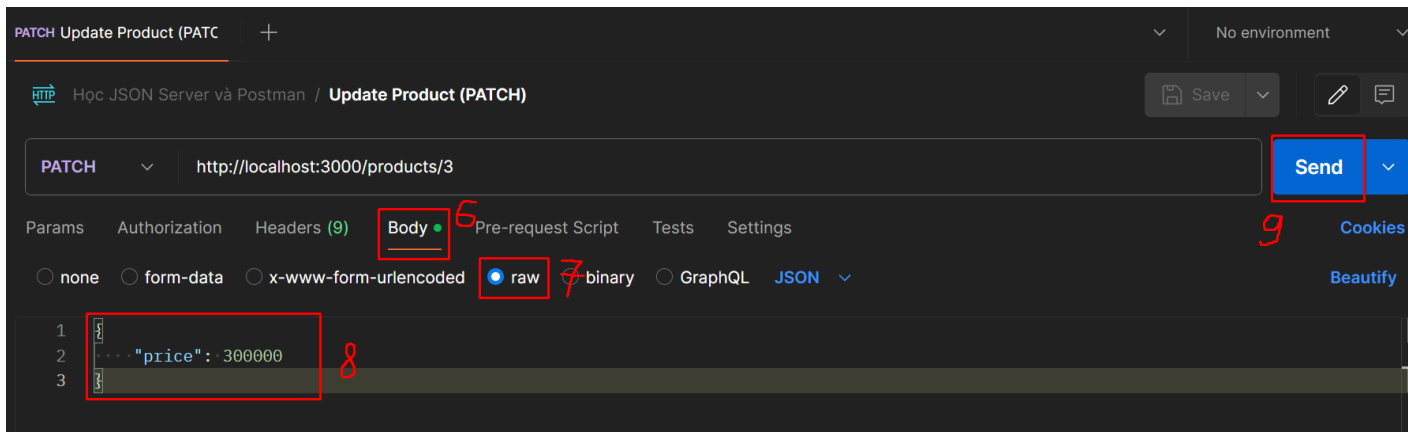 PATCH Update Product (PATC
No environment
HTTP Học JSON Server và Postman / Update Product (PATCH)
Save
PATCH http://localhost:3000/products/3
Send
Params Authorization Headers (9) Body 6 Pre-request Script Tests Settings
9 Cookies
none form-data x-www-form-urlencoded raw 7 binary GraphQL JSON Beautify
1 {
2 ····"price":·300000
8
3 }